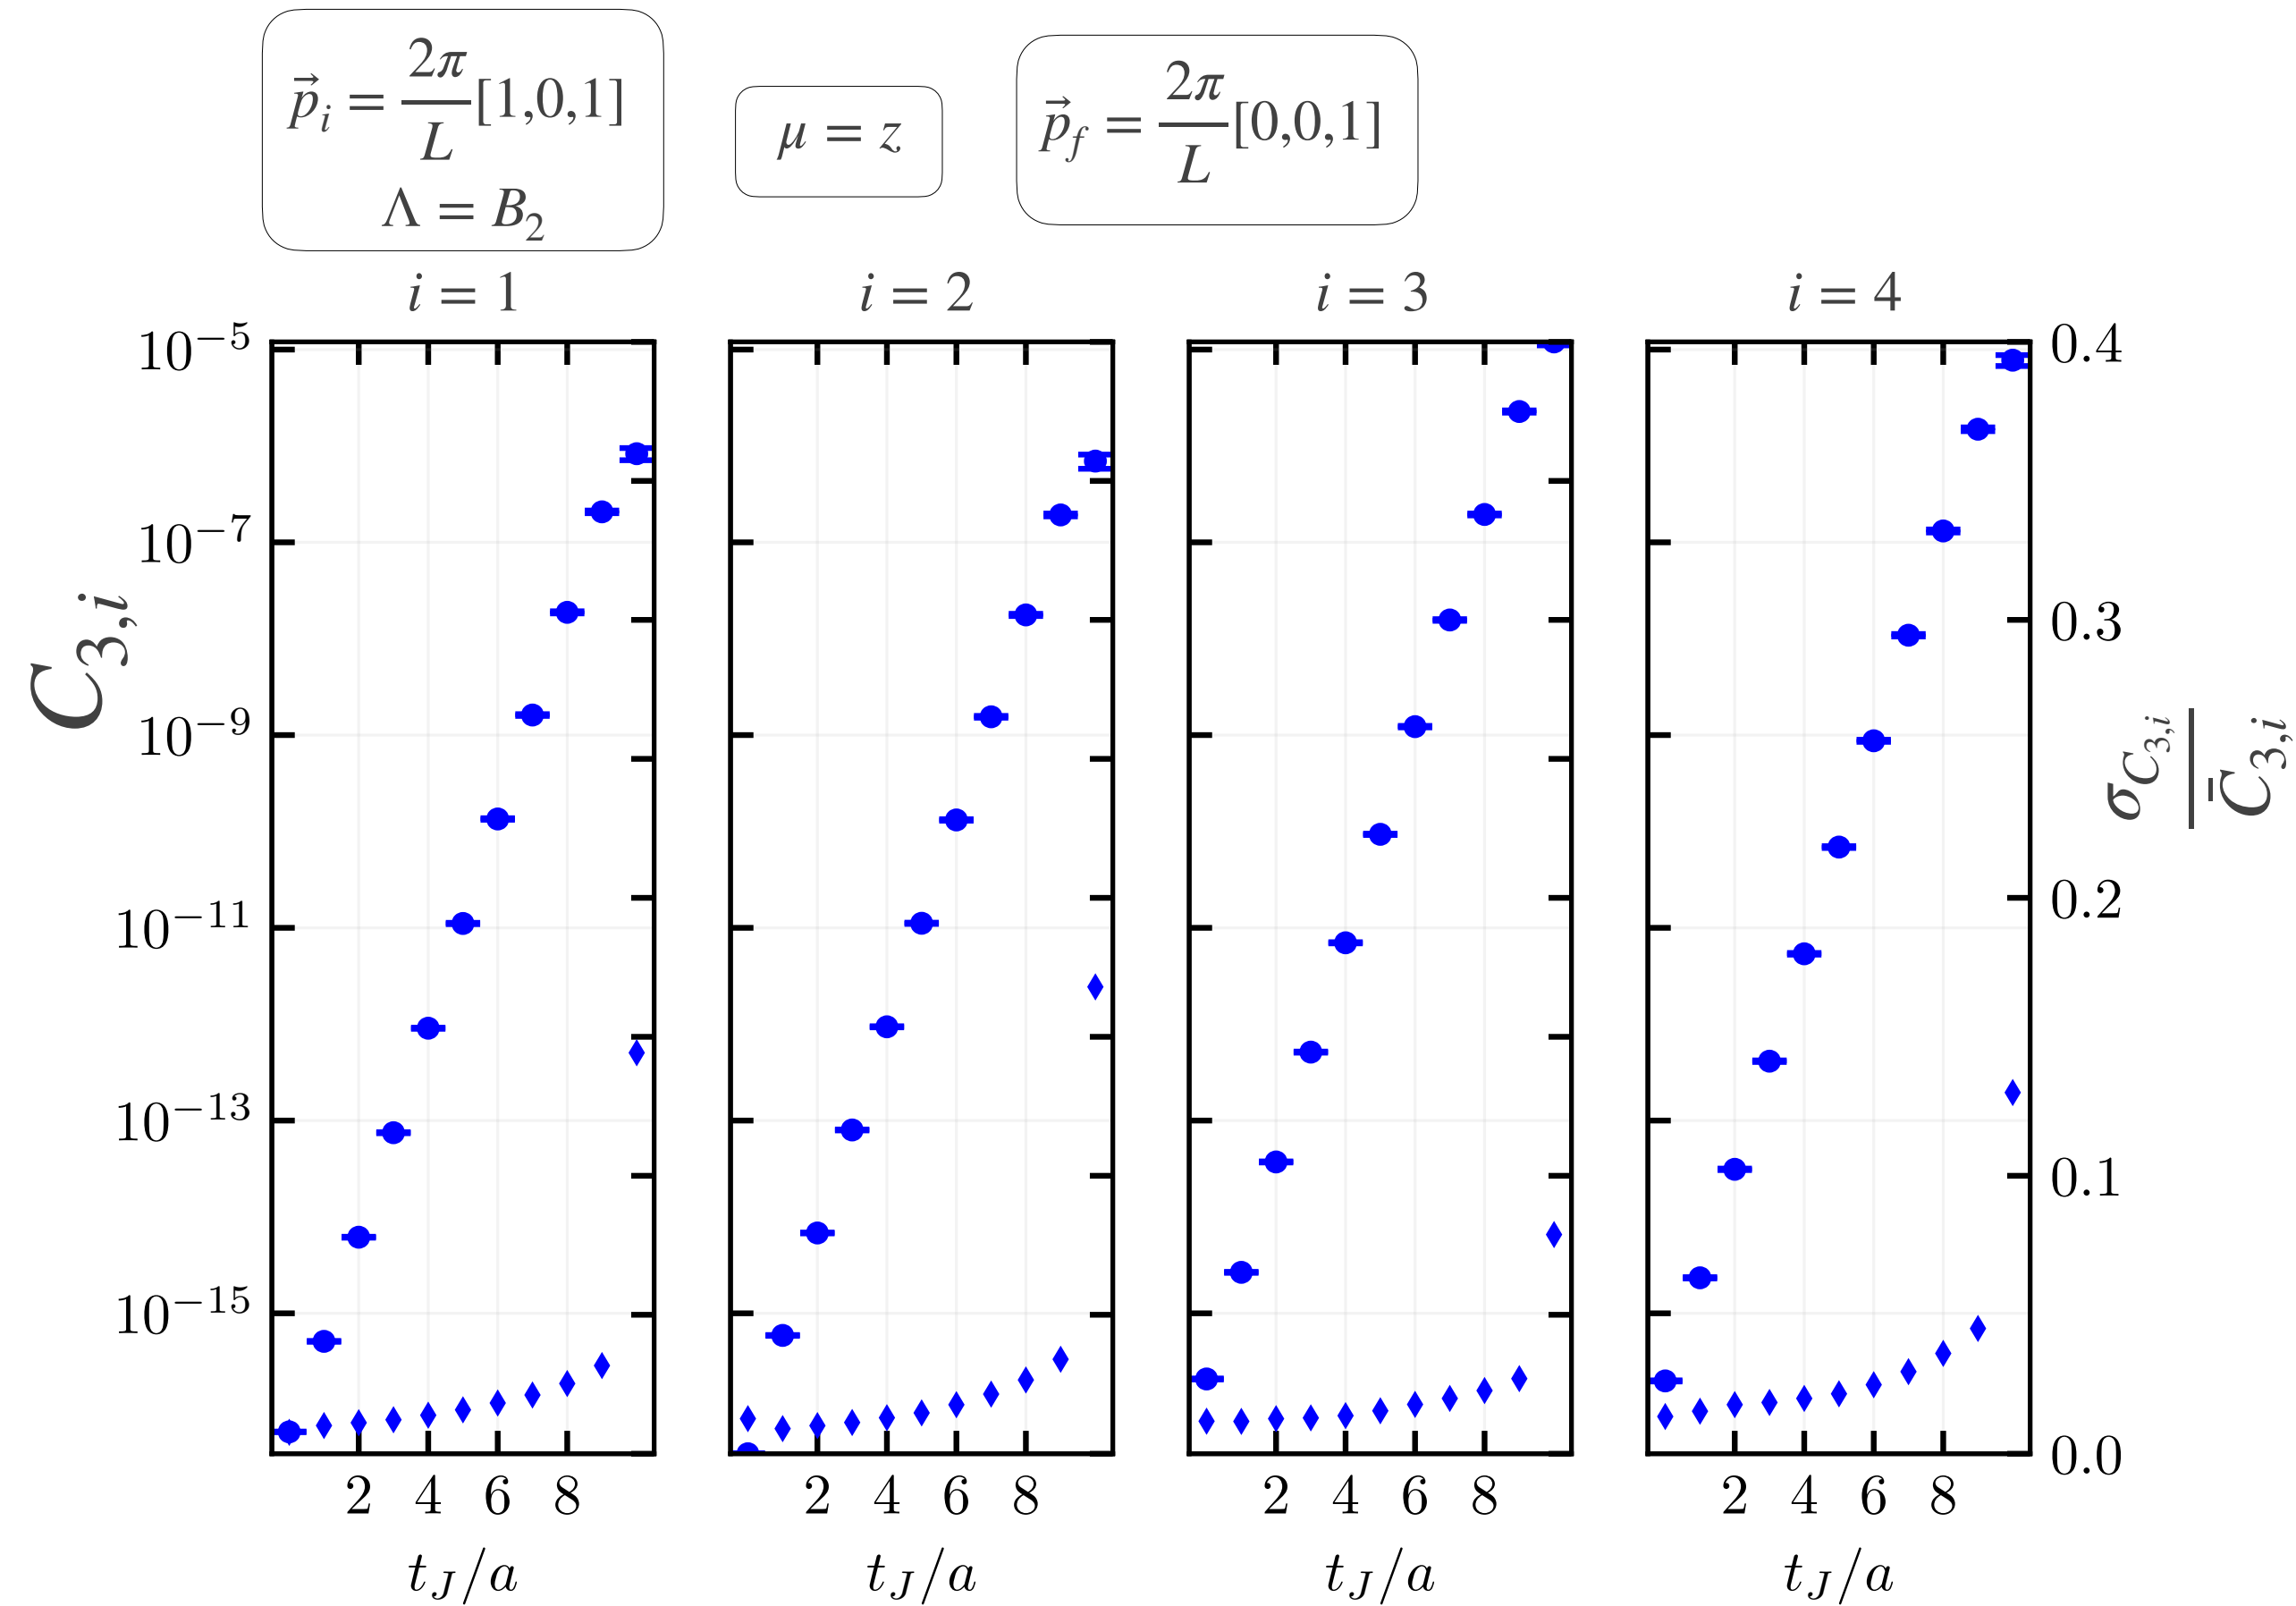 p⃗_i = 2π/L [1,0,1]
Λ = B_2
μ = z
p⃗_f = 2π/L [0,0,1]
i = 1
i = 2
i = 3
i = 4
C_{3,i}
10^{−5}
10^{−7}
10^{−9}
10^{−11}
10^{−13}
10^{−15}
0.4
0.3
0.2
0.1
0.0
σ_{C_{3,i}} / C̄_{3,i}
2 4 6 8
2 4 6 8
2 4 6 8
2 4 6 8
t_J/a
t_J/a
t_J/a
t_J/a